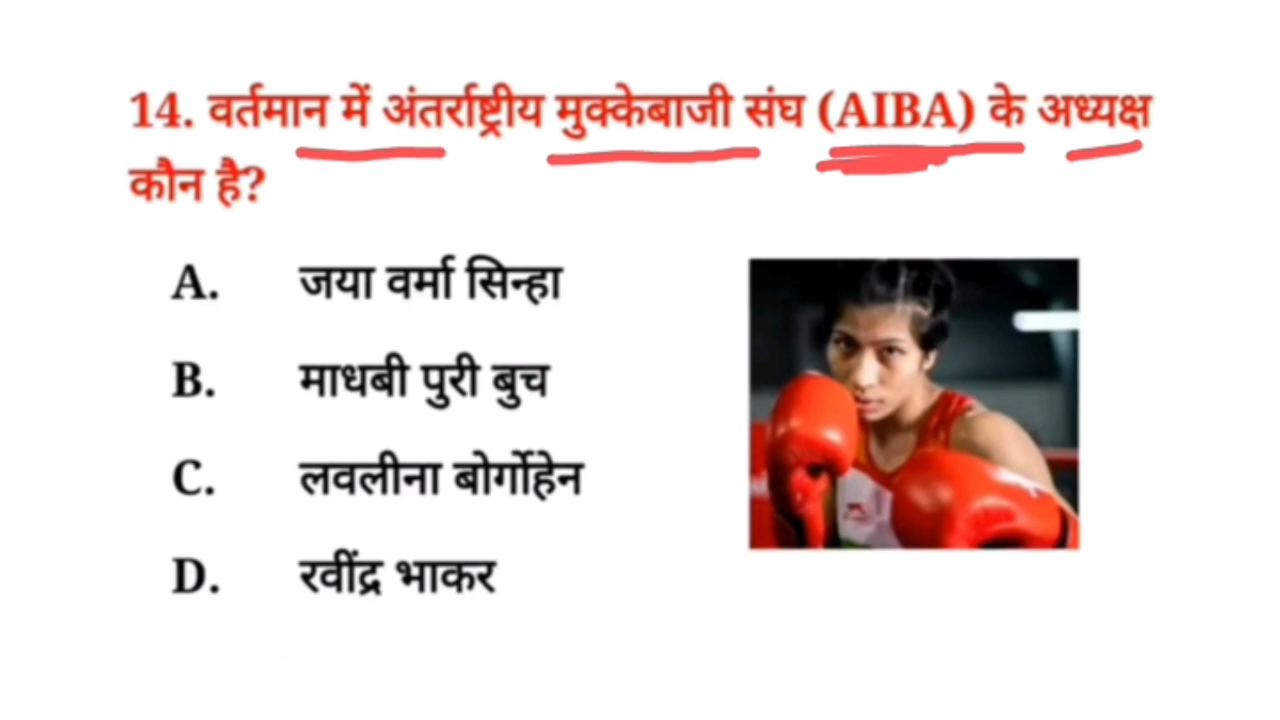 14. वर्तमान में अंतर्राष्ट्रीय मुक्केबाजी संघ (AIBA) के अध्यक्ष
कौन है?
A. जया वर्मा सिन्हा
B. माधबी पुरी बुच
C. लवलीना बोर्गोहेन
D. रवींद्र भाकर